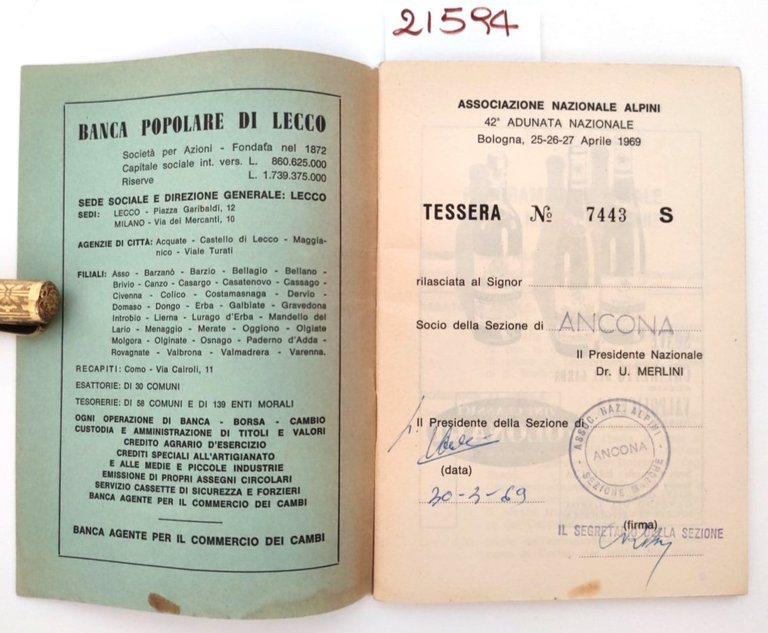 21594
BANCA POPOLARE DI LECCO
Società per Azioni - Fondata nel 1872
Capitale sociale int. vers. L. 860.625.000
Riserve L. 1.739.375.000
SEDE SOCIALE E DIREZIONE GENERALE: LECCO
SEDI: LECCO - Piazza Garibaldi, 12
MILANO - Via dei Mercanti, 10
AGENZIE DI CITTÀ: Acquate - Castello di Lecco - Maggia-
nico - Viale Turati
FILIALI: Asso - Barzanò - Barzio - Bellagio - Bellano -
Brivio - Canzo - Casargo - Casatenovo - Cassago -
Civenna - Colico - Costamasnaga - Dervio -
Domaso - Dongo - Erba - Galbiate - Gravedona
Introbio - Lierna - Lurago d'Erba - Mandello del
Lario - Menaggio - Merate - Oggiono - Olgiate
Molgora - Olginate - Osnago - Paderno d'Adda -
Rovagnate - Valbrona - Valmadrera - Varenna.
RECAPITI: Como - Via Cairoli, 11
ESATTORIE: DI 30 COMUNI
TESORERIE: DI 58 COMUNI E DI 139 ENTI MORALI
OGNI OPERAZIONE DI BANCA - BORSA - CAMBIO
CUSTODIA E AMMINISTRAZIONE DI TITOLI E VALORI
CREDITO AGRARIO D'ESERCIZIO
CREDITI SPECIALI ALL'ARTIGIANATO
E ALLE MEDIE E PICCOLE INDUSTRIE
EMISSIONE DI PROPRI ASSEGNI CIRCOLARI
SERVIZIO CASSETTE DI SICUREZZA E FORZIERI
BANCA AGENTE PER IL COMMERCIO DEI CAMBI
BANCA AGENTE PER IL COMMERCIO DEI CAMBI
ASSOCIAZIONE NAZIONALE ALPINI
42ª ADUNATA NAZIONALE
Bologna, 25-26-27 Aprile 1969
TESSERA № 7443 S
rilasciata al Signor
Socio della Sezione di ANCONA
Il Presidente Nazionale
Dr. U. MERLINI
Il Presidente della Sezione di
ASSOC. NAZ. ALPINI
ANCONA
- SEZIONE MARCHE -
(data)
30-3-69
(firma)
IL SEGRETARIO DELLA SEZIONE